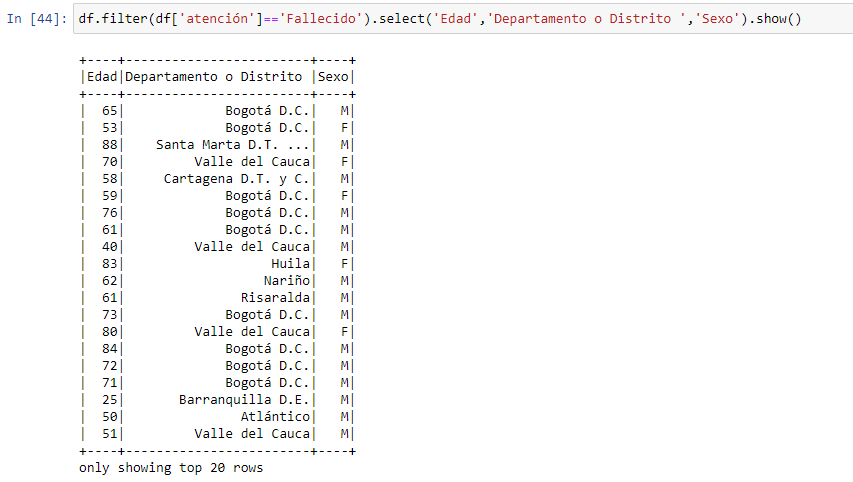 In [44]: df.filter(df['atención']=='Fallecido').select('Edad','Departamento o Distrito ','Sexo').show()
+----+------------------------+----+
|Edad|Departamento o Distrito |Sexo|
+----+------------------------+----+
|  65|             Bogotá D.C.|   M|
|  53|             Bogotá D.C.|   F|
|  88|    Santa Marta D.T. ...|   M|
|  70|         Valle del Cauca|   F|
|  58|     Cartagena D.T. y C.|   M|
|  59|             Bogotá D.C.|   F|
|  76|             Bogotá D.C.|   M|
|  61|             Bogotá D.C.|   M|
|  40|         Valle del Cauca|   M|
|  83|                   Huila|   F|
|  62|                  Nariño|   M|
|  61|               Risaralda|   M|
|  73|             Bogotá D.C.|   M|
|  80|         Valle del Cauca|   F|
|  84|             Bogotá D.C.|   M|
|  72|             Bogotá D.C.|   M|
|  71|             Bogotá D.C.|   M|
|  25|       Barranquilla D.E.|   M|
|  50|               Atlántico|   M|
|  51|         Valle del Cauca|   M|
+----+------------------------+----+
only showing top 20 rows